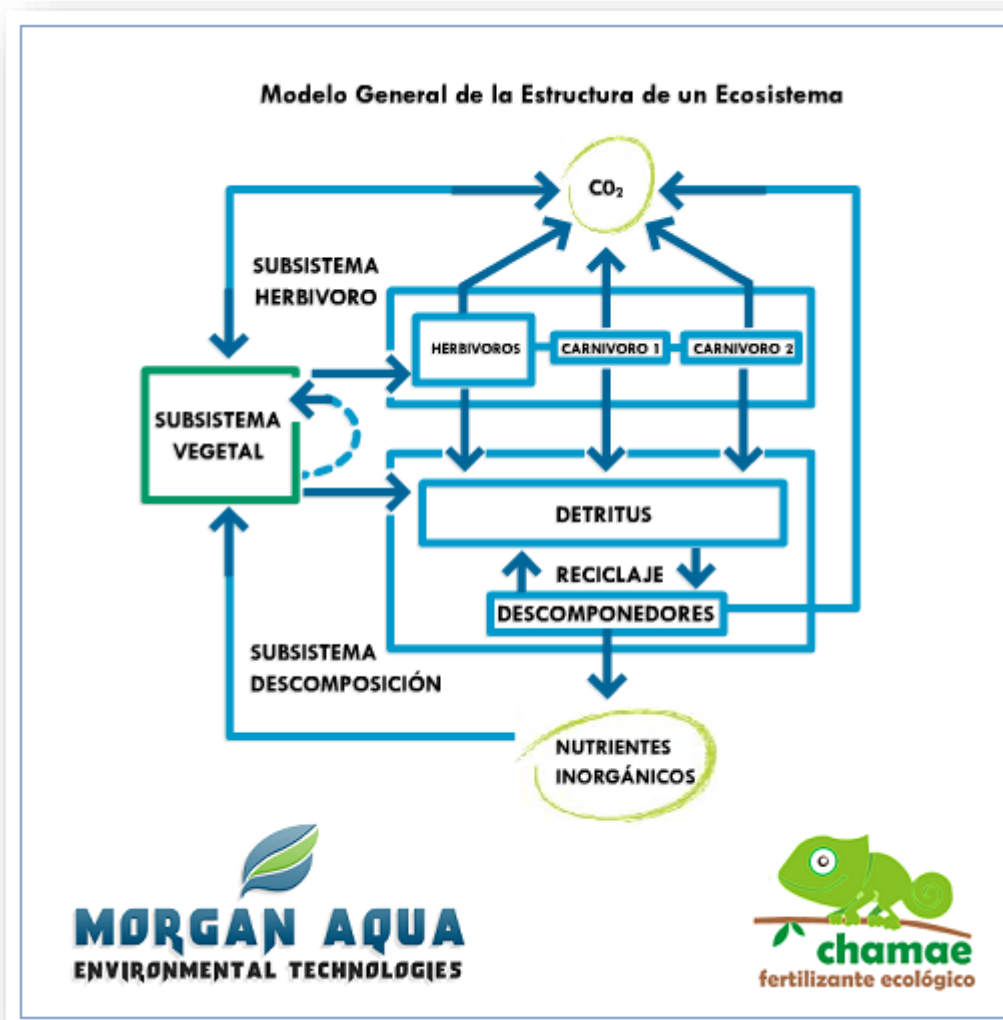 Modelo General de la Estructura de un Ecosistema
C0₂
SUBSISTEMA
HERBIVORO
HERBIVOROS
CARNIVORO 1
CARNIVORO 2
SUBSISTEMA
VEGETAL
DETRITUS
RECICLAJE
DESCOMPONEDORES
SUBSISTEMA
DESCOMPOSICIÓN
NUTRIENTES
INORGÁNICOS
MORGAN AQUA
ENVIRONMENTAL TECHNOLOGIES
chamae
fertilizante ecológico